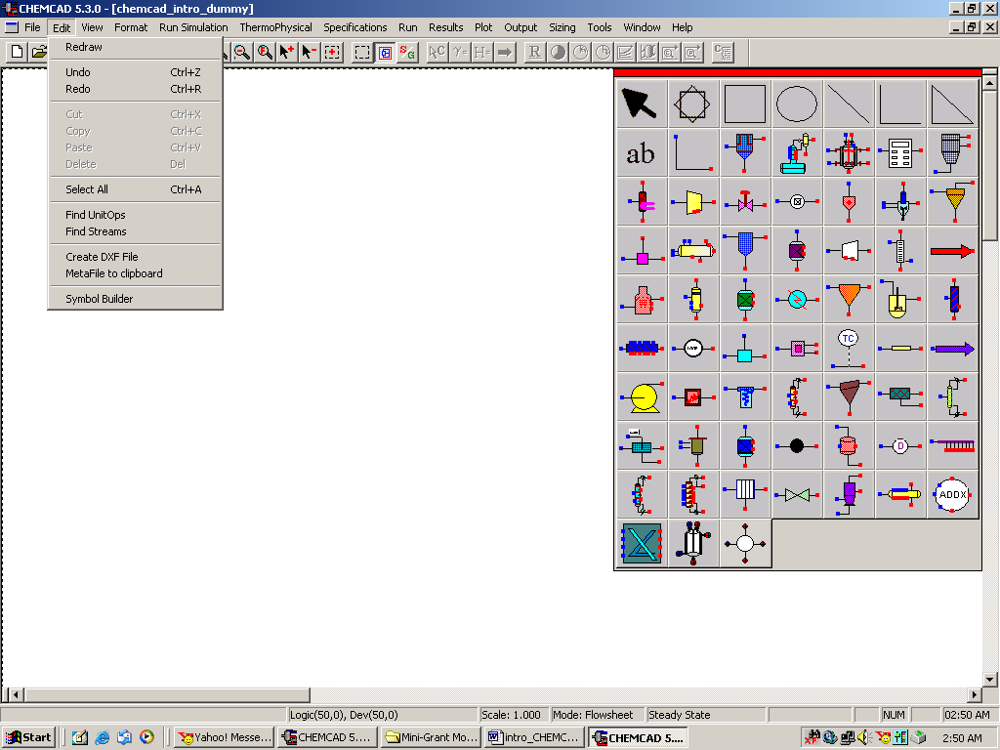 CHEMCAD 5.3.0 - [chemcad_intro_dummy]
File Edit View Format Run Simulation ThermoPhysical Specifications Run Results Plot Output Sizing Tools Window Help
Redraw
Undo Ctrl+Z
Redo Ctrl+R
Cut Ctrl+X
Copy Ctrl+C
Paste Ctrl+V
Delete Del
Select All Ctrl+A
Find UnitOps
Find Streams
Create DXF File
MetaFile to clipboard
Symbol Builder
ab
TC
D
ADDX
Logic(50,0), Dev(50,0) Scale: 1.000 Mode: Flowsheet Steady State NUM 02:50 AM
Start Yahoo! Messe... CHEMCAD 5.... Mini-Grant Mo... intro_CHEMC... CHEMCAD 5.... 2:50 AM